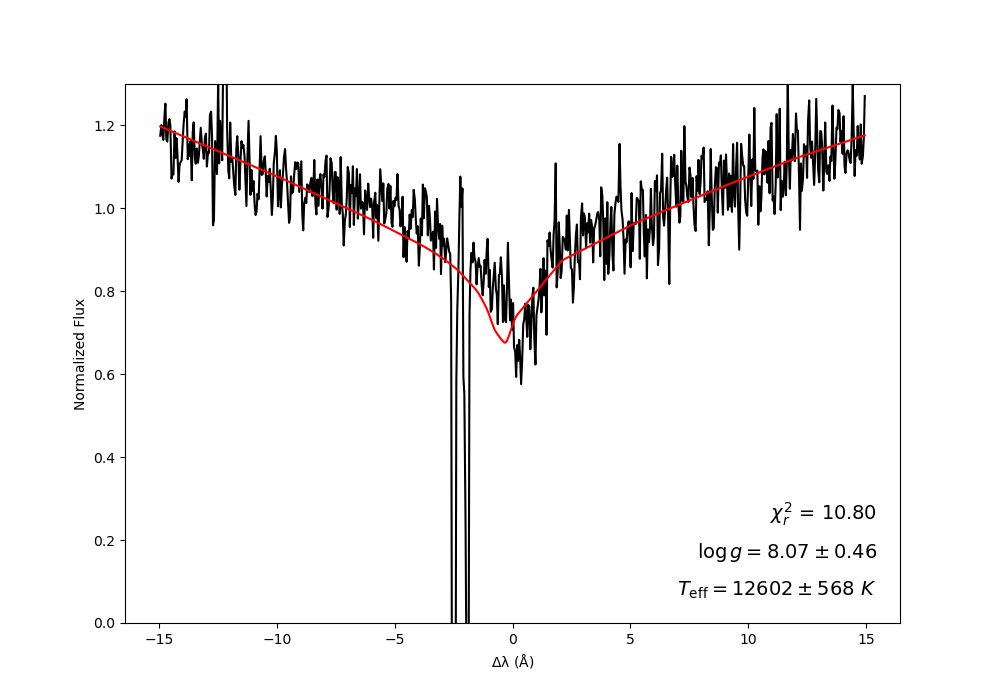 1.2
1.0
0.8
0.6
0.4
0.2
0.0
Normalized Flux
χ²ᵣ = 10.80
log g = 8.07 ± 0.46
T_eff = 12602 ± 568 K
−15 −10 −5 0 5 10 15
Δλ (Å)